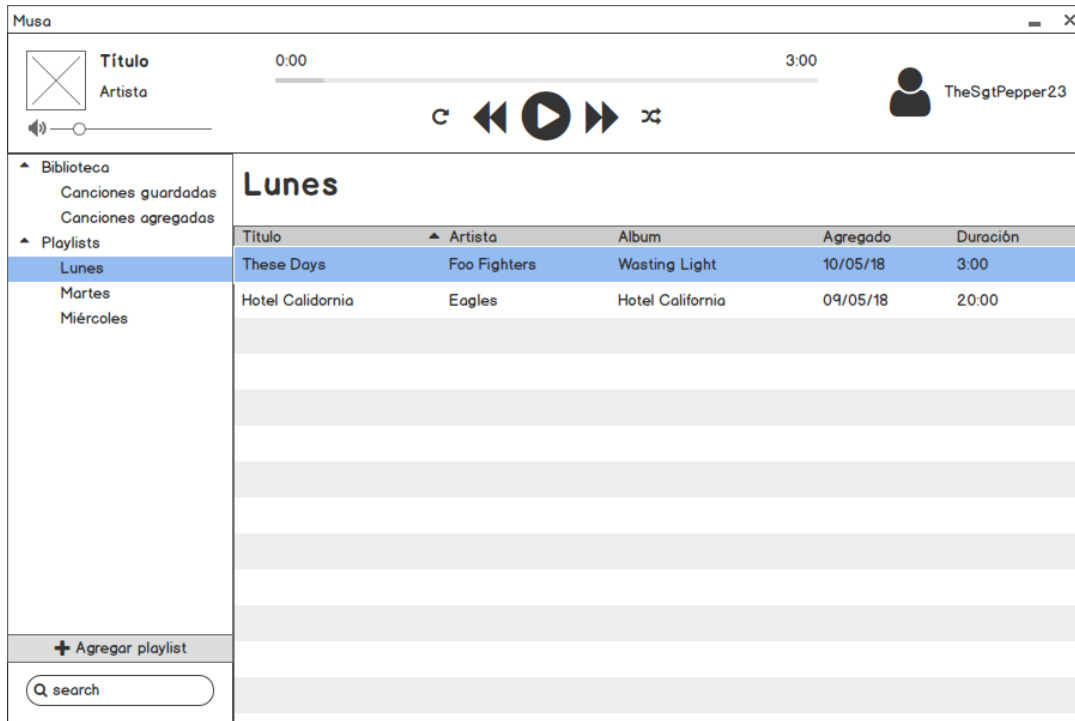 Musa
Título
Artista
0:00 3:00
TheSgtPepper23
Biblioteca
Canciones guardadas
Canciones agregadas
Playlists
Lunes
Martes
Miércoles
Agregar playlist
search
Lunes
Título Artista Album Agregado Duración
These Days Foo Fighters Wasting Light 10/05/18 3:00
Hotel Calidornia Eagles Hotel California 09/05/18 20:00